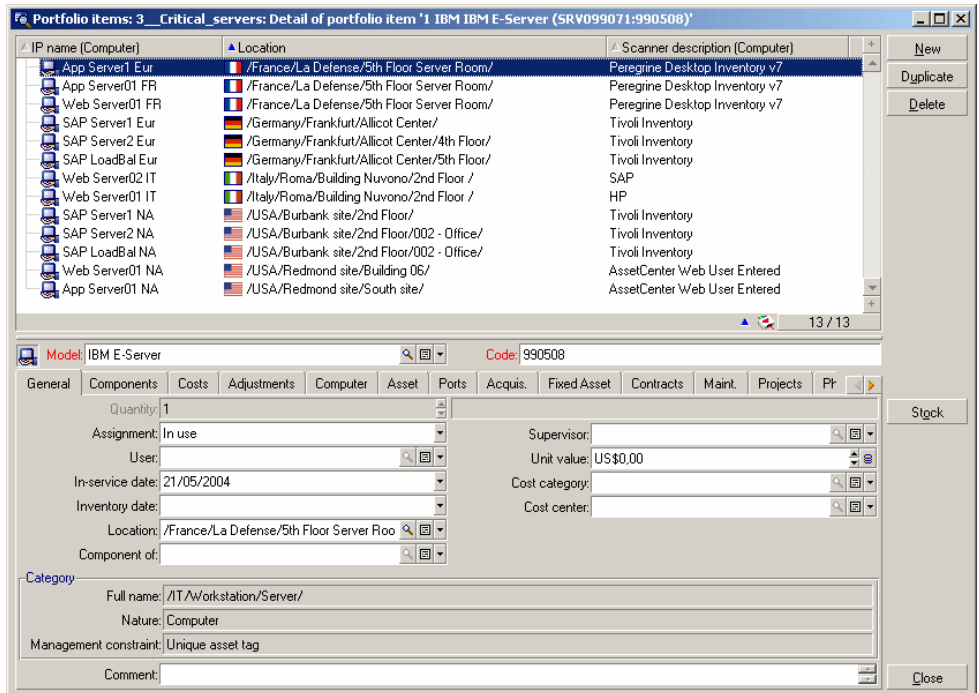 Portfolio items: 3__Critical_servers: Detail of portfolio item '1 IBM IBM E-Server (SRV099071:990508)'
IP name (Computer) Location Scanner description (Computer) New
App Server1 Eur /France/La Defense/5th Floor Server Room/ Peregrine Desktop Inventory v7
App Server01 FR /France/La Defense/5th Floor Server Room/ Peregrine Desktop Inventory v7 Duplicate
Web Server01 FR /France/La Defense/5th Floor Server Room/ Peregrine Desktop Inventory v7 Delete
SAP Server1 Eur /Germany/Frankfurt/Allicot Center/ Tivoli Inventory
SAP Server2 Eur /Germany/Frankfurt/Allicot Center/4th Floor/ Tivoli Inventory
SAP LoadBal Eur /Germany/Frankfurt/Allicot Center/5th Floor/ Tivoli Inventory
Web Server02 IT /Italy/Roma/Building Nuvono/2nd Floor / SAP
Web Server01 IT /Italy/Roma/Building Nuvono/2nd Floor / HP
SAP Server1 NA /USA/Burbank site/2nd Floor/ Tivoli Inventory
SAP Server2 NA /USA/Burbank site/2nd Floor/002 - Office/ Tivoli Inventory
SAP LoadBal NA /USA/Burbank site/2nd Floor/002 - Office/ Tivoli Inventory
Web Server01 NA /USA/Redmond site/Building 06/ AssetCenter Web User Entered
App Server01 NA /USA/Redmond site/South site/ AssetCenter Web User Entered
13 / 13
Model: IBM E-Server Code: 990508
General Components Costs Adjustments Computer Asset Ports Acquis. Fixed Asset Contracts Maint. Projects Ph
Quantity: 1 Stock
Assignment: In use Supervisor:
User: Unit value: US$0,00
In-service date: 21/05/2004 Cost category:
Inventory date: Cost center:
Location: /France/La Defense/5th Floor Server Roo
Component of:
Category
Full name: /IT/Workstation/Server/
Nature: Computer
Management constraint: Unique asset tag
Comment: Close